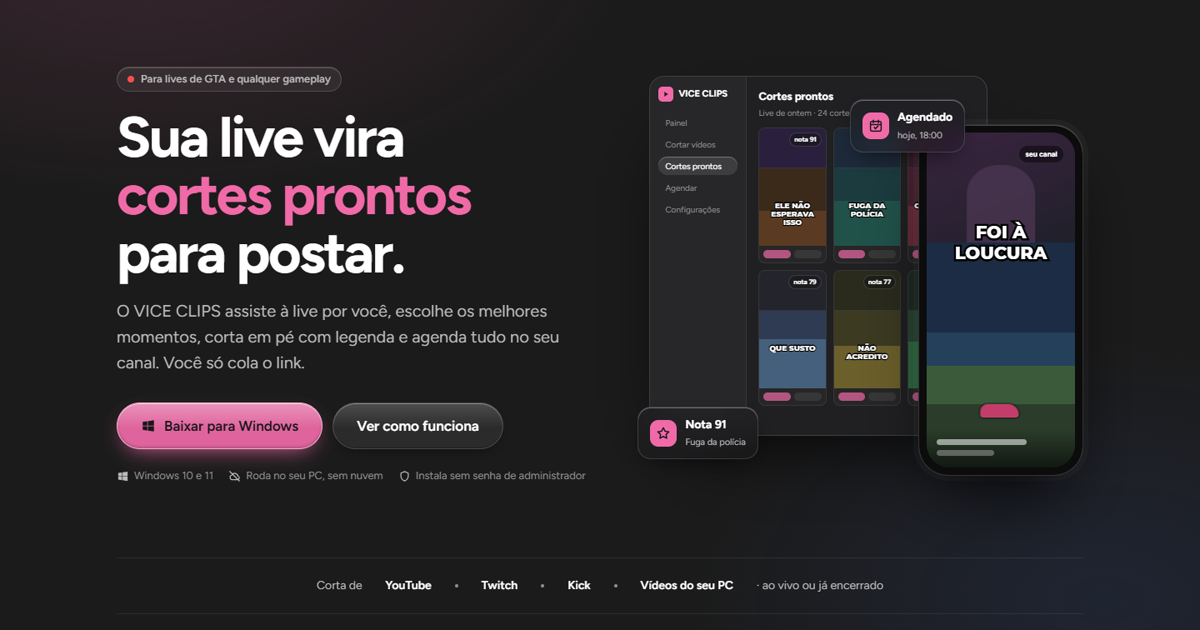 Para lives de GTA e qualquer gameplay
Sua live vira
cortes prontos
para postar.
O VICE CLIPS assiste à live por você, escolhe os melhores
momentos, corta em pé com legenda e agenda tudo no seu
canal. Você só cola o link.
Baixar para Windows
Ver como funciona
Windows 10 e 11
Roda no seu PC, sem nuvem
Instala sem senha de administrador
VICE CLIPS
Painel
Cortar vídeos
Cortes prontos
Agendar
Configurações
Cortes prontos
Live de ontem · 24 corte
Agendado
hoje, 18:00
nota 91
ELE NÃO
ESPERAVA
ISSO
FUGA DA
POLÍCIA
nota 79
QUE SUSTO
nota 77
NÃO
ACREDITO
Nota 91
Fuga da polícia
seu canal
FOI À
LOUCURA
Corta de YouTube • Twitch • Kick • Vídeos do seu PC · ao vivo ou já encerrado